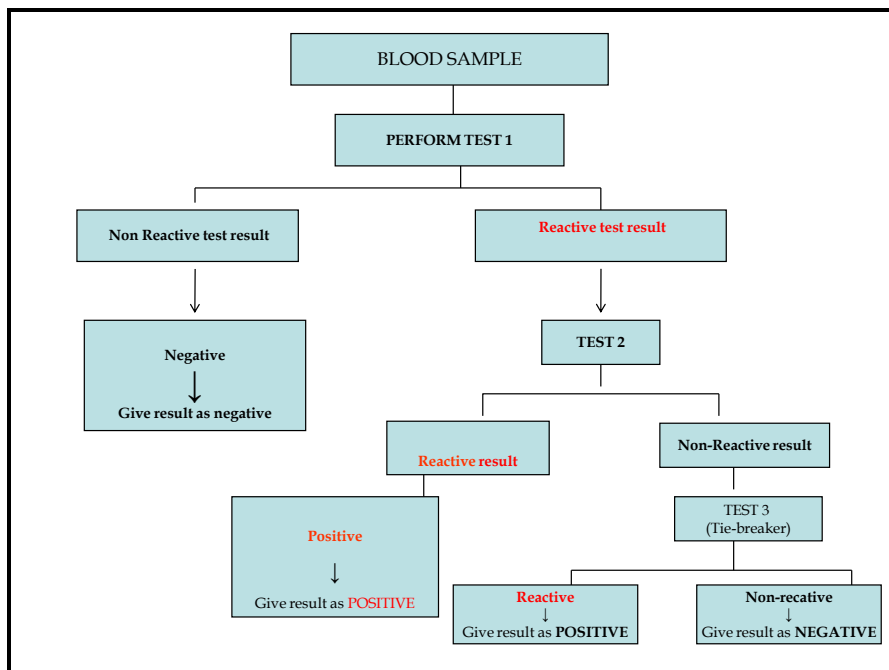 BLOOD SAMPLE
PERFORM TEST 1
Non Reactive test result
Reactive test result
Negative
↓
Give result as negative
TEST 2
Reactive result
Non-Reactive result
Positive
↓
Give result as POSITIVE
TEST 3
(Tie-breaker)
Reactive
↓
Give result as POSITIVE
Non-recative
↓
Give result as NEGATIVE